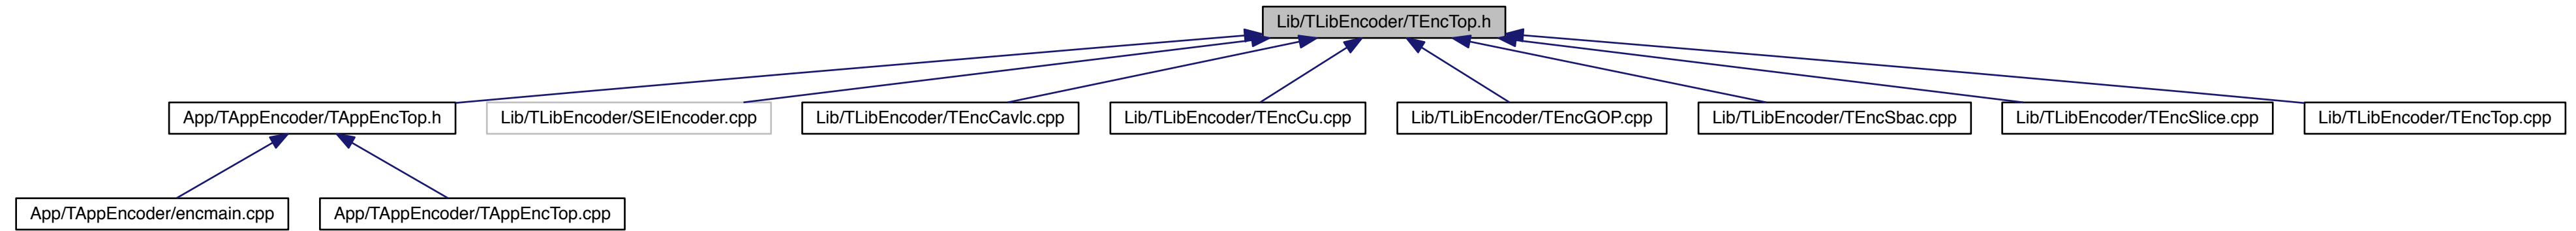 Lib/TLibEncoder/TEncTop.h
App/TAppEncoder/TAppEncTop.h
Lib/TLibEncoder/SEIEncoder.cpp
Lib/TLibEncoder/TEncCavlc.cpp
Lib/TLibEncoder/TEncCu.cpp
Lib/TLibEncoder/TEncGOP.cpp
Lib/TLibEncoder/TEncSbac.cpp
Lib/TLibEncoder/TEncSlice.cpp
Lib/TLibEncoder/TEncTop.cpp
App/TAppEncoder/encmain.cpp
App/TAppEncoder/TAppEncTop.cpp